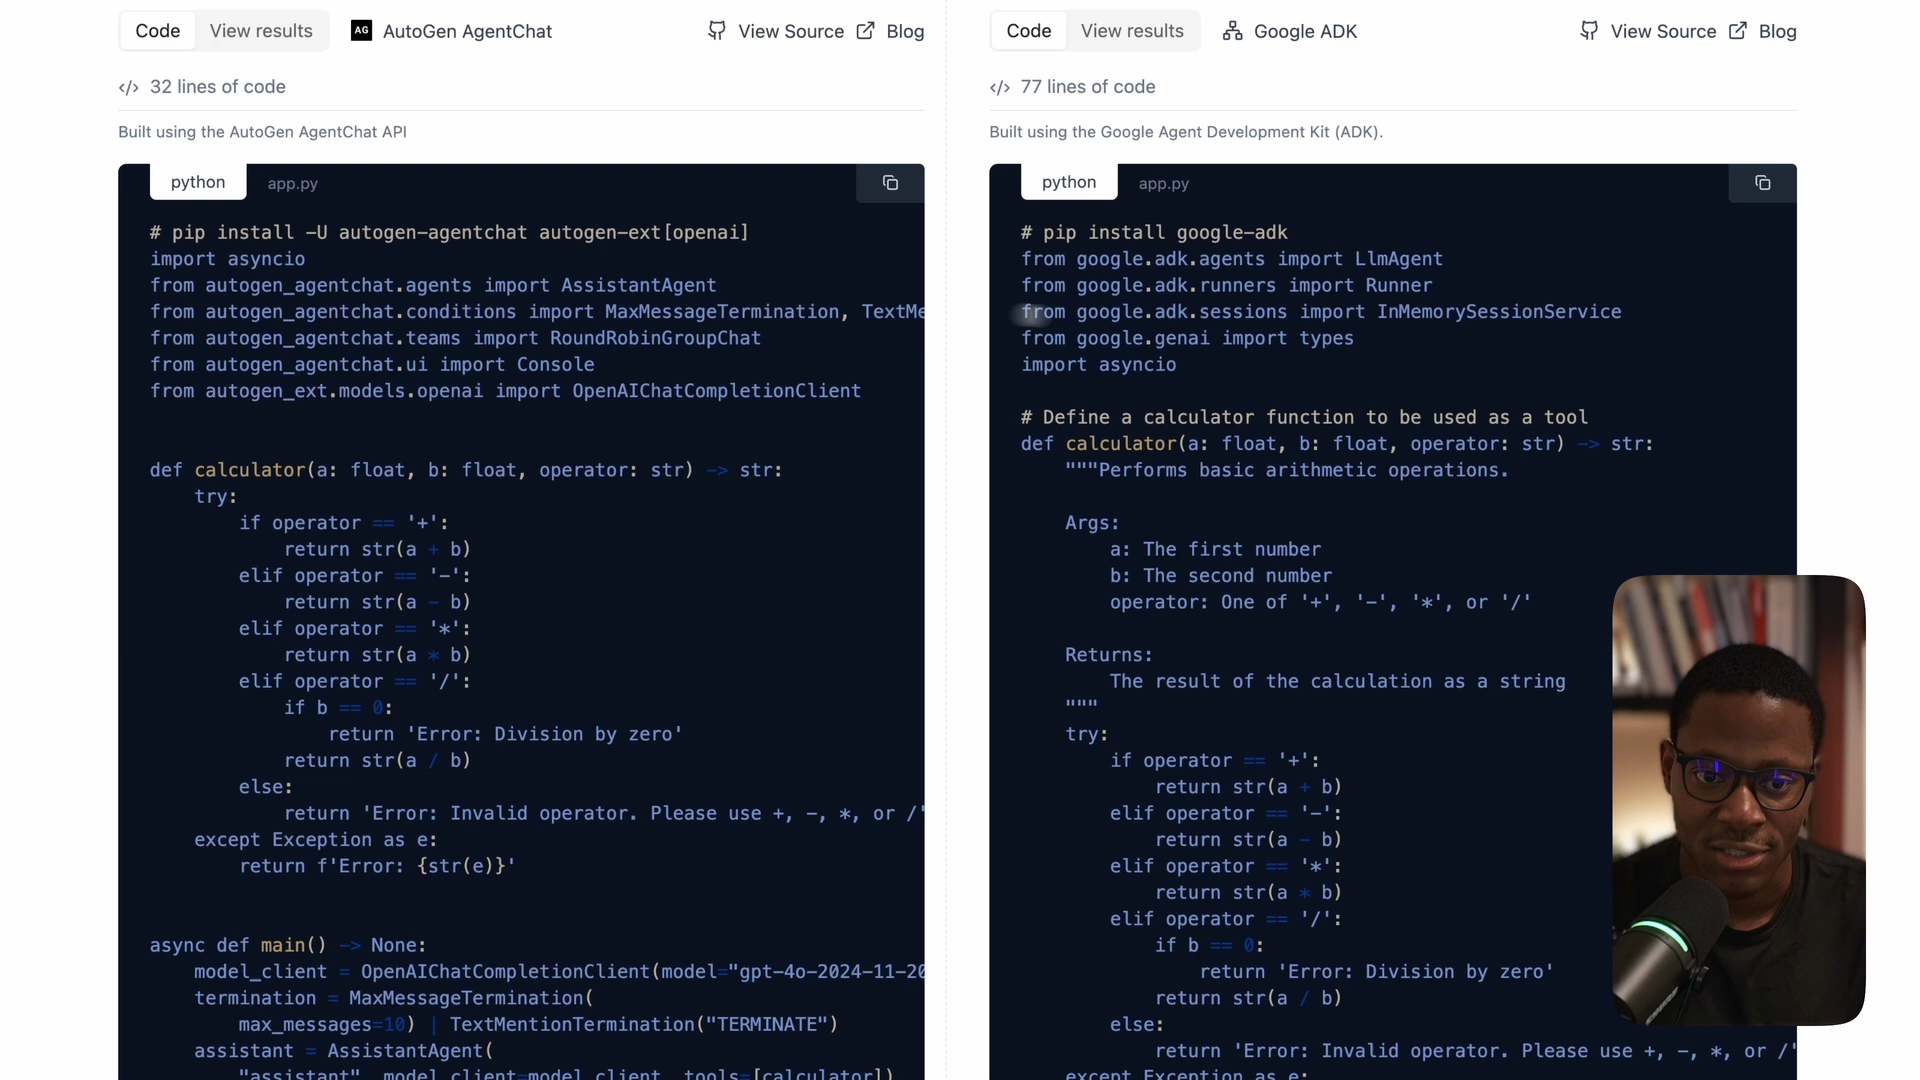 Code View results AG AutoGen AgentChat View Source Blog
</> 32 lines of code
Built using the AutoGen AgentChat API
python app.py
# pip install -U autogen-agentchat autogen-ext[openai]
import asyncio
from autogen_agentchat.agents import AssistantAgent
from autogen_agentchat.conditions import MaxMessageTermination, TextMe
from autogen_agentchat.teams import RoundRobinGroupChat
from autogen_agentchat.ui import Console
from autogen_ext.models.openai import OpenAIChatCompletionClient
def calculator(a: float, b: float, operator: str) -> str:
try:
if operator == '+':
return str(a + b)
elif operator == '-':
return str(a - b)
elif operator == '*':
return str(a * b)
elif operator == '/':
if b == 0:
return 'Error: Division by zero'
return str(a / b)
else:
return 'Error: Invalid operator. Please use +, -, *, or /'
except Exception as e:
return f'Error: {str(e)}'
async def main() -> None:
model_client = OpenAIChatCompletionClient(model="gpt-4o-2024-11-20
termination = MaxMessageTermination(
max_messages=10) | TextMentionTermination("TERMINATE")
assistant = AssistantAgent(
"assistant", model_client=model_client, tools=[calculator])
Code View results Google ADK View Source Blog
</> 77 lines of code
Built using the Google Agent Development Kit (ADK).
python app.py
# pip install google-adk
from google.adk.agents import LlmAgent
from google.adk.runners import Runner
from google.adk.sessions import InMemorySessionService
from google.genai import types
import asyncio
# Define a calculator function to be used as a tool
def calculator(a: float, b: float, operator: str) -> str:
"""Performs basic arithmetic operations.
Args:
a: The first number
b: The second number
operator: One of '+', '-', '*', or '/'
Returns:
The result of the calculation as a string
"""
try:
if operator == '+':
return str(a + b)
elif operator == '-':
return str(a - b)
elif operator == '*':
return str(a * b)
elif operator == '/':
if b == 0:
return 'Error: Division by zero'
return str(a / b)
else:
return 'Error: Invalid operator. Please use +, -, *, or /'
except Exception as e: